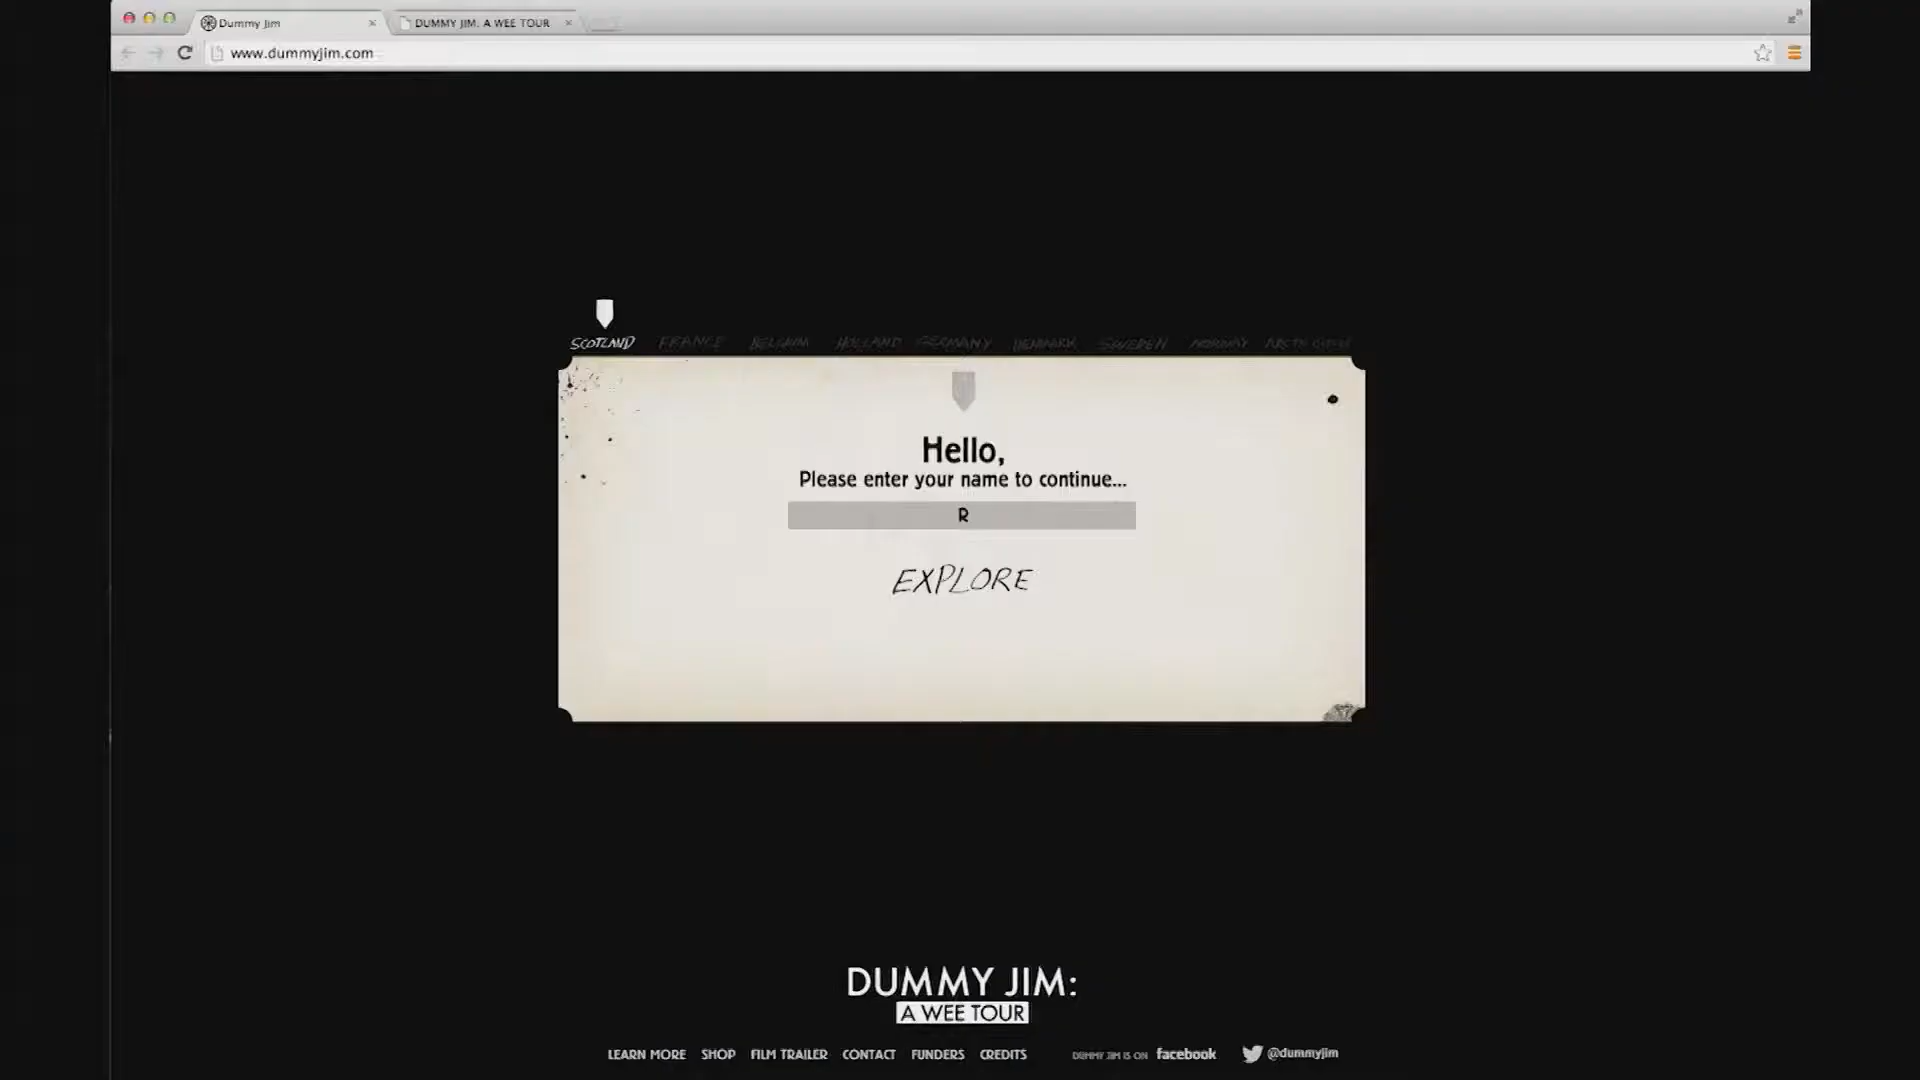 Dummy Jim
DUMMY JIM: A WEE TOUR
www.dummyjim.com
SCOTLAND FRANCE BELGIUM HOLLAND GERMANY DENMARK SWEDEN NORWAY ARCTIC CIRCLE
Hello,
Please enter your name to continue...
R
EXPLORE
DUMMY JIM:
A WEE TOUR
LEARN MORE SHOP FILM TRAILER CONTACT FUNDERS CREDITS DUMMY JIM IS ON facebook @dummyjim